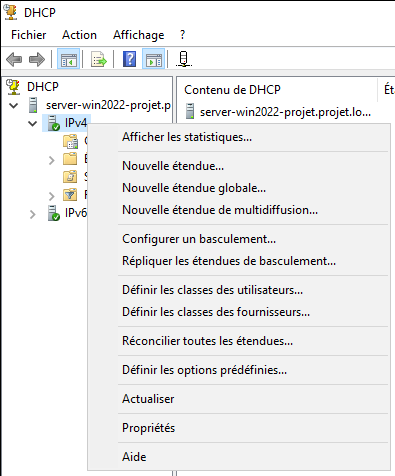 DHCP
Fichier Action Affichage ?
DHCP
server-win2022-projet.p
IPv4
IPv6
Contenu de DHCP
server-win2022-projet.projet.lo...
Afficher les statistiques...
Nouvelle étendue...
Nouvelle étendue globale...
Nouvelle étendue de multidiffusion...
Configurer un basculement...
Répliquer les étendues de basculement...
Définir les classes des utilisateurs...
Définir les classes des fournisseurs...
Réconcilier toutes les étendues...
Définir les options prédéfinies...
Actualiser
Propriétés
Aide